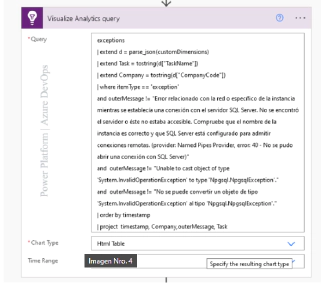 Visualize Analytics query
*Query
exceptions
| extend d = parse_json(customDimensions)
| extend Task = tostring(d["TaskName"])
| extend Company = tostring(d["CompanyCode"])
| where itemType == 'exception'
and outerMessage != "Error relacionado con la red o específico de la instancia
mientras se establecía una conexión con el servidor SQL Server. No se encontró
el servidor o éste no estaba accesible. Compruebe que el nombre de la
instancia es correcto y que SQL Server está configurado para admitir
conexiones remotas. (provider: Named Pipes Provider, error: 40 - No se pudo
abrir una conexión con SQL Server)"
and outerMessage != "Unable to cast object of type
'System.InvalidOperationException' to type 'Npgsql.NpgsqlException'."
and outerMessage != "No se puede convertir un objeto de tipo
'System.InvalidOperationException' al tipo 'Npgsql.NpgsqlException'."
| order by timestamp
| project timestamp, Company, outerMessage, Task
Power Platform | Azure DevOps
*Chart Type
Html Table
Time Range
Imagen Nro. 4
Specify the resulting chart type